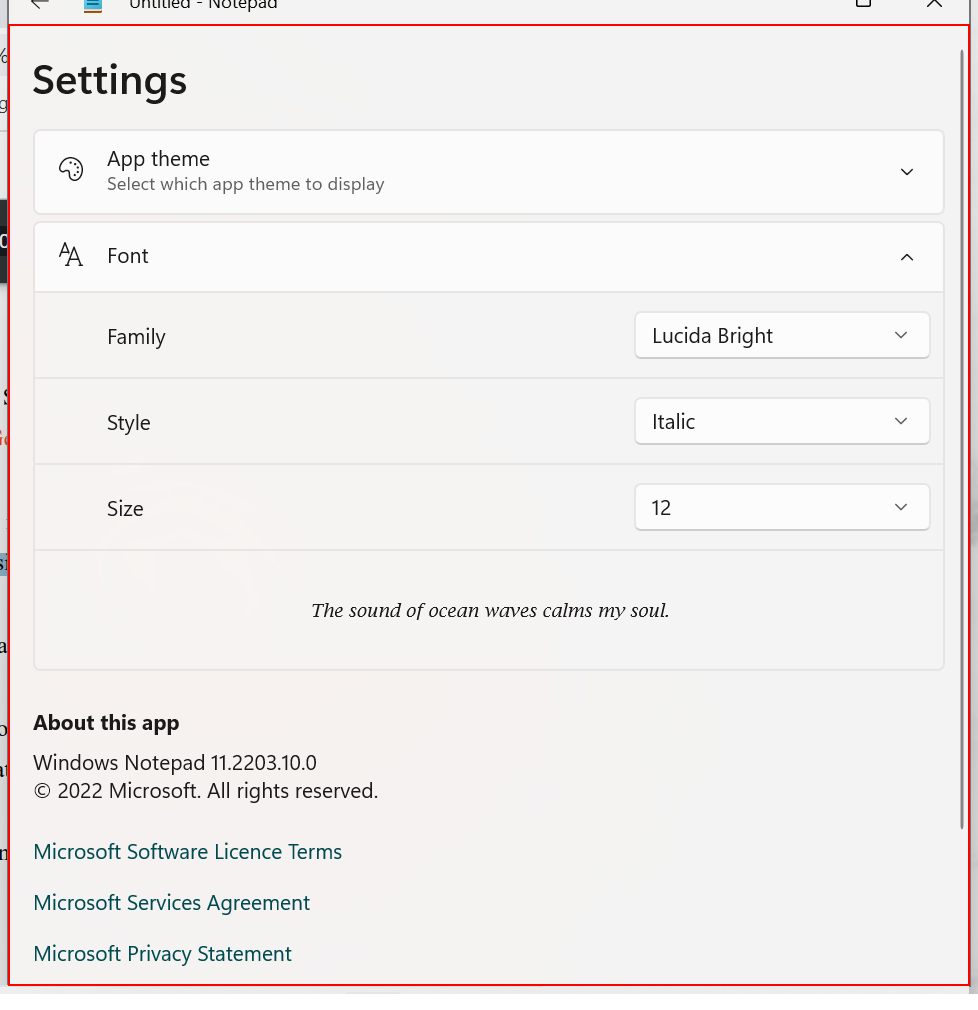 Untitled - Notepad
Settings
App theme
Select which app theme to display
Font
Family
Lucida Bright
Style
Italic
Size
12
The sound of ocean waves calms my soul.
About this app
Windows Notepad 11.2203.10.0
© 2022 Microsoft. All rights reserved.
Microsoft Software Licence Terms
Microsoft Services Agreement
Microsoft Privacy Statement